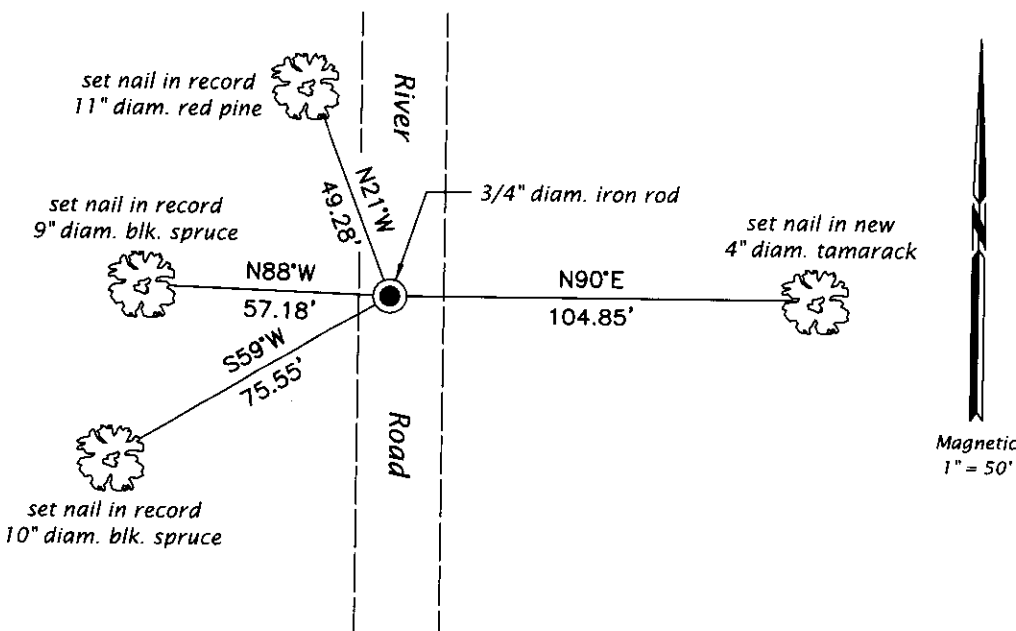 set nail in record
11" diam. red pine
River
N21°W
49.28'
3/4" diam. iron rod
set nail in record
9" diam. blk. spruce
N88°W
57.18'
set nail in new
4" diam. tamarack
N90°E
104.85'
N
S59°W
75.55'
Road
set nail in record
10" diam. blk. spruce
Magnetic
1" = 50'